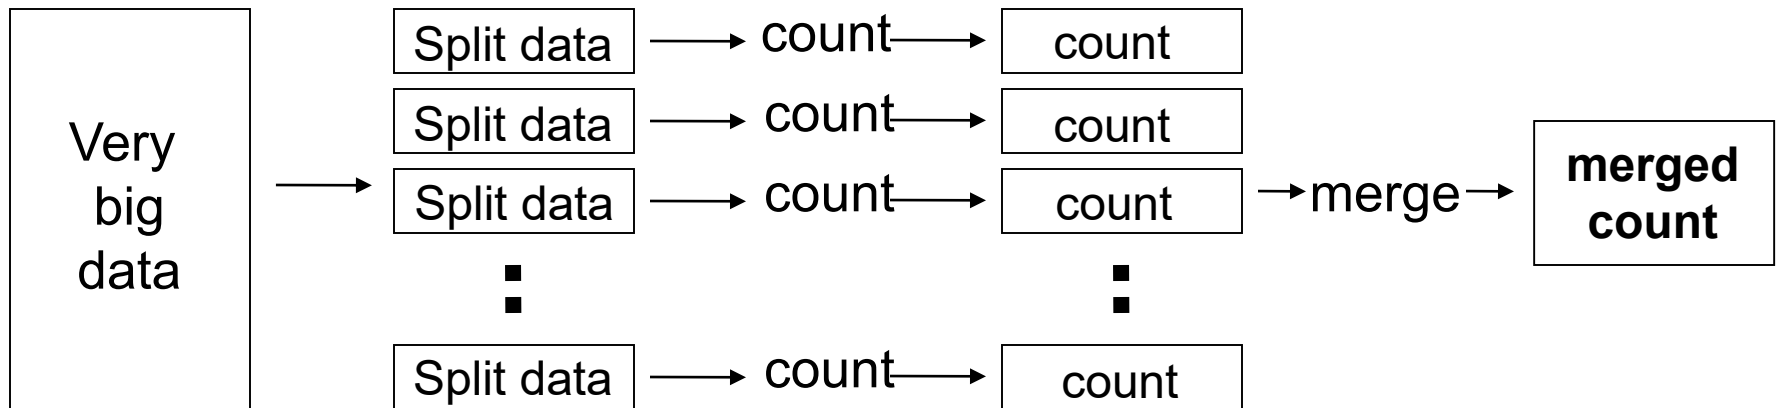 Very
big
data
Split data
count
count
Split data
count
count
Split data
count
count
Split data
count
count
merge
merged
count